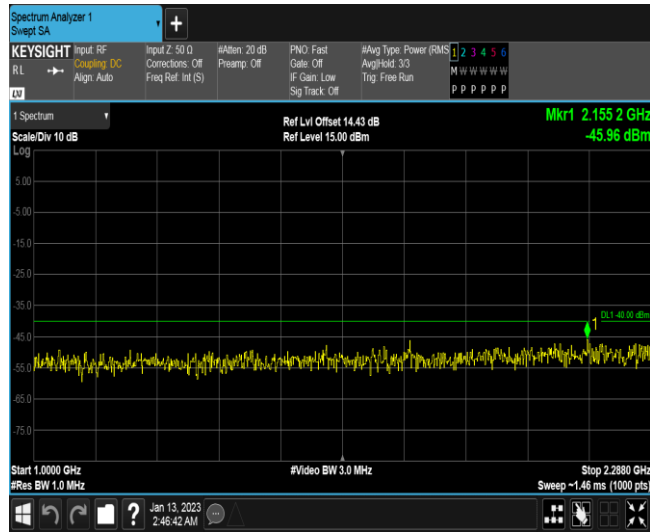 Spectrum Analyzer 1
Swept SA
+
KEYSIGHT
RL
LXI
Input: RF
Coupling: DC
Align: Auto
Input Z: 50 Ω
Corrections: Off
Freq Ref: Int (S)
#Atten: 20 dB
Preamp: Off
PNO: Fast
Gate: Off
IF Gain: Low
Sig Track: Off
#Avg Type: Power (RMS
Avg|Hold: 3/3
Trig: Free Run
1 2 3 4 5 6
M W W W W W
P P P P P P
1 Spectrum
Scale/Div 10 dB
Log
Ref Lvl Offset 14.43 dB
Ref Level 15.00 dBm
Mkr1 2.155 2 GHz
-45.96 dBm
5.00
-5.00
-15.0
-25.0
-35.0
-45.0
-55.0
-65.0
-75.0
DL1 -40.00 dBm
1
Start 1.0000 GHz
#Res BW 1.0 MHz
#Video BW 3.0 MHz
Stop 2.2880 GHz
Sweep ~1.46 ms (1000 pts)
?
Jan 13, 2023
2:46:42 AM